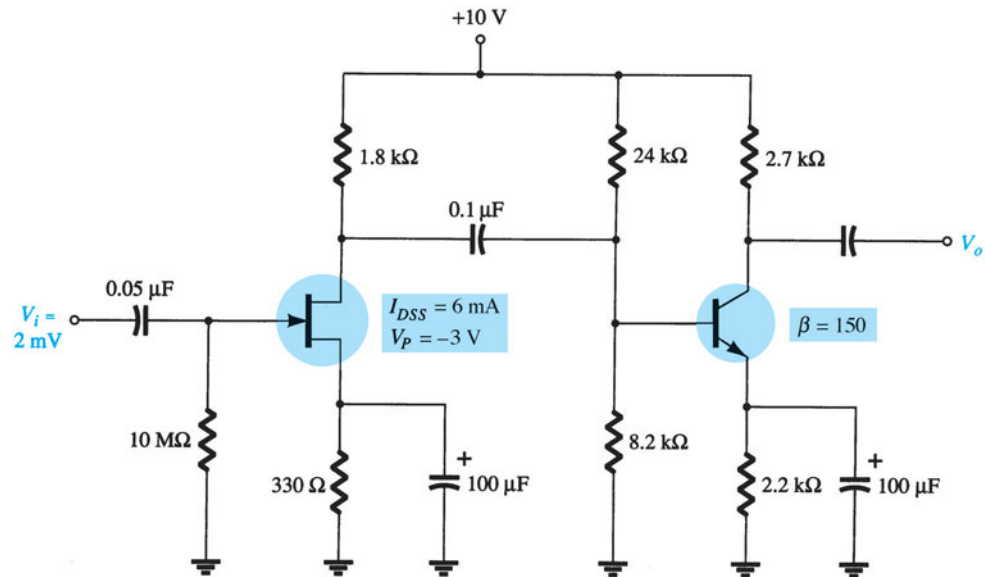 +10 V
1.8 kΩ
24 kΩ
2.7 kΩ
0.1 µF
0.05 µF
V_i =
2 mV
I_DSS = 6 mA
V_P = −3 V
β = 150
V_o
10 MΩ
330 Ω
+
100 µF
8.2 kΩ
2.2 kΩ
+
100 µF